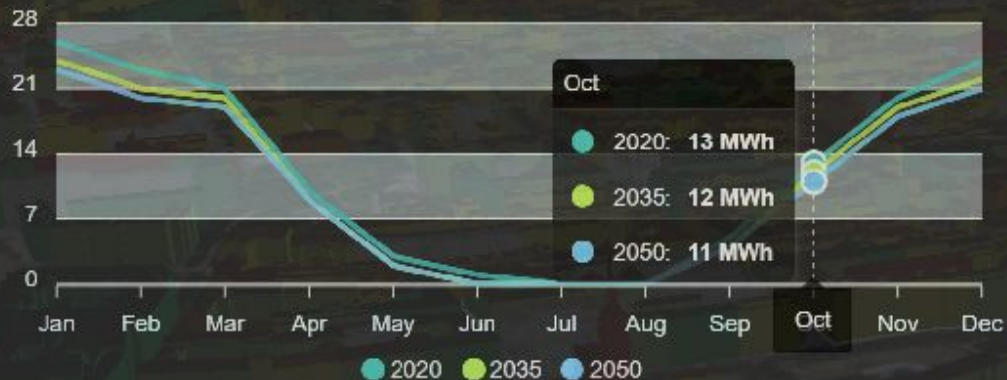 28
21
14
7
0
Oct
2020: 13 MWh
2035: 12 MWh
2050: 11 MWh
Jan Feb Mar Apr May Jun Jul Aug Sep Oct Nov Dec
2020 2035 2050